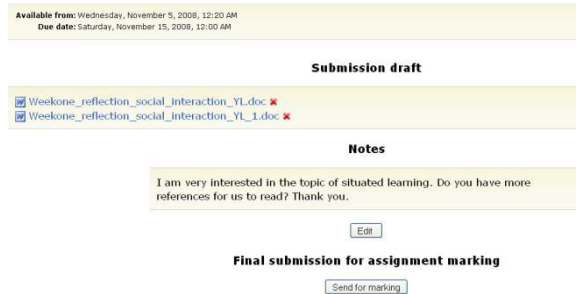 Available from: Wednesday, November 5, 2008, 12:20 AM
Due date: Saturday, November 15, 2008, 12:00 AM
Submission draft
Weekone_reflection_social_interaction_YL.doc
Weekone_reflection_social_interaction_YL_1.doc
Notes
I am very interested in the topic of situated learning. Do you have more
references for us to read? Thank you.
Edit
Final submission for assignment marking
Send for marking